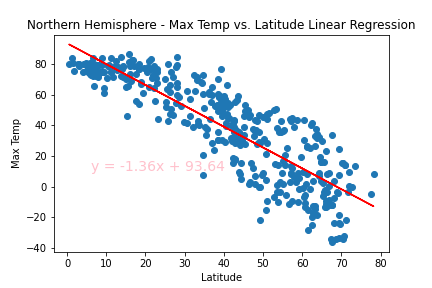 Northern Hemisphere - Max Temp vs. Latitude Linear Regression
80
60
40
20
0
−20
−40
Max Temp
y = -1.36x + 93.64
0 10 20 30 40 50 60 70 80
Latitude